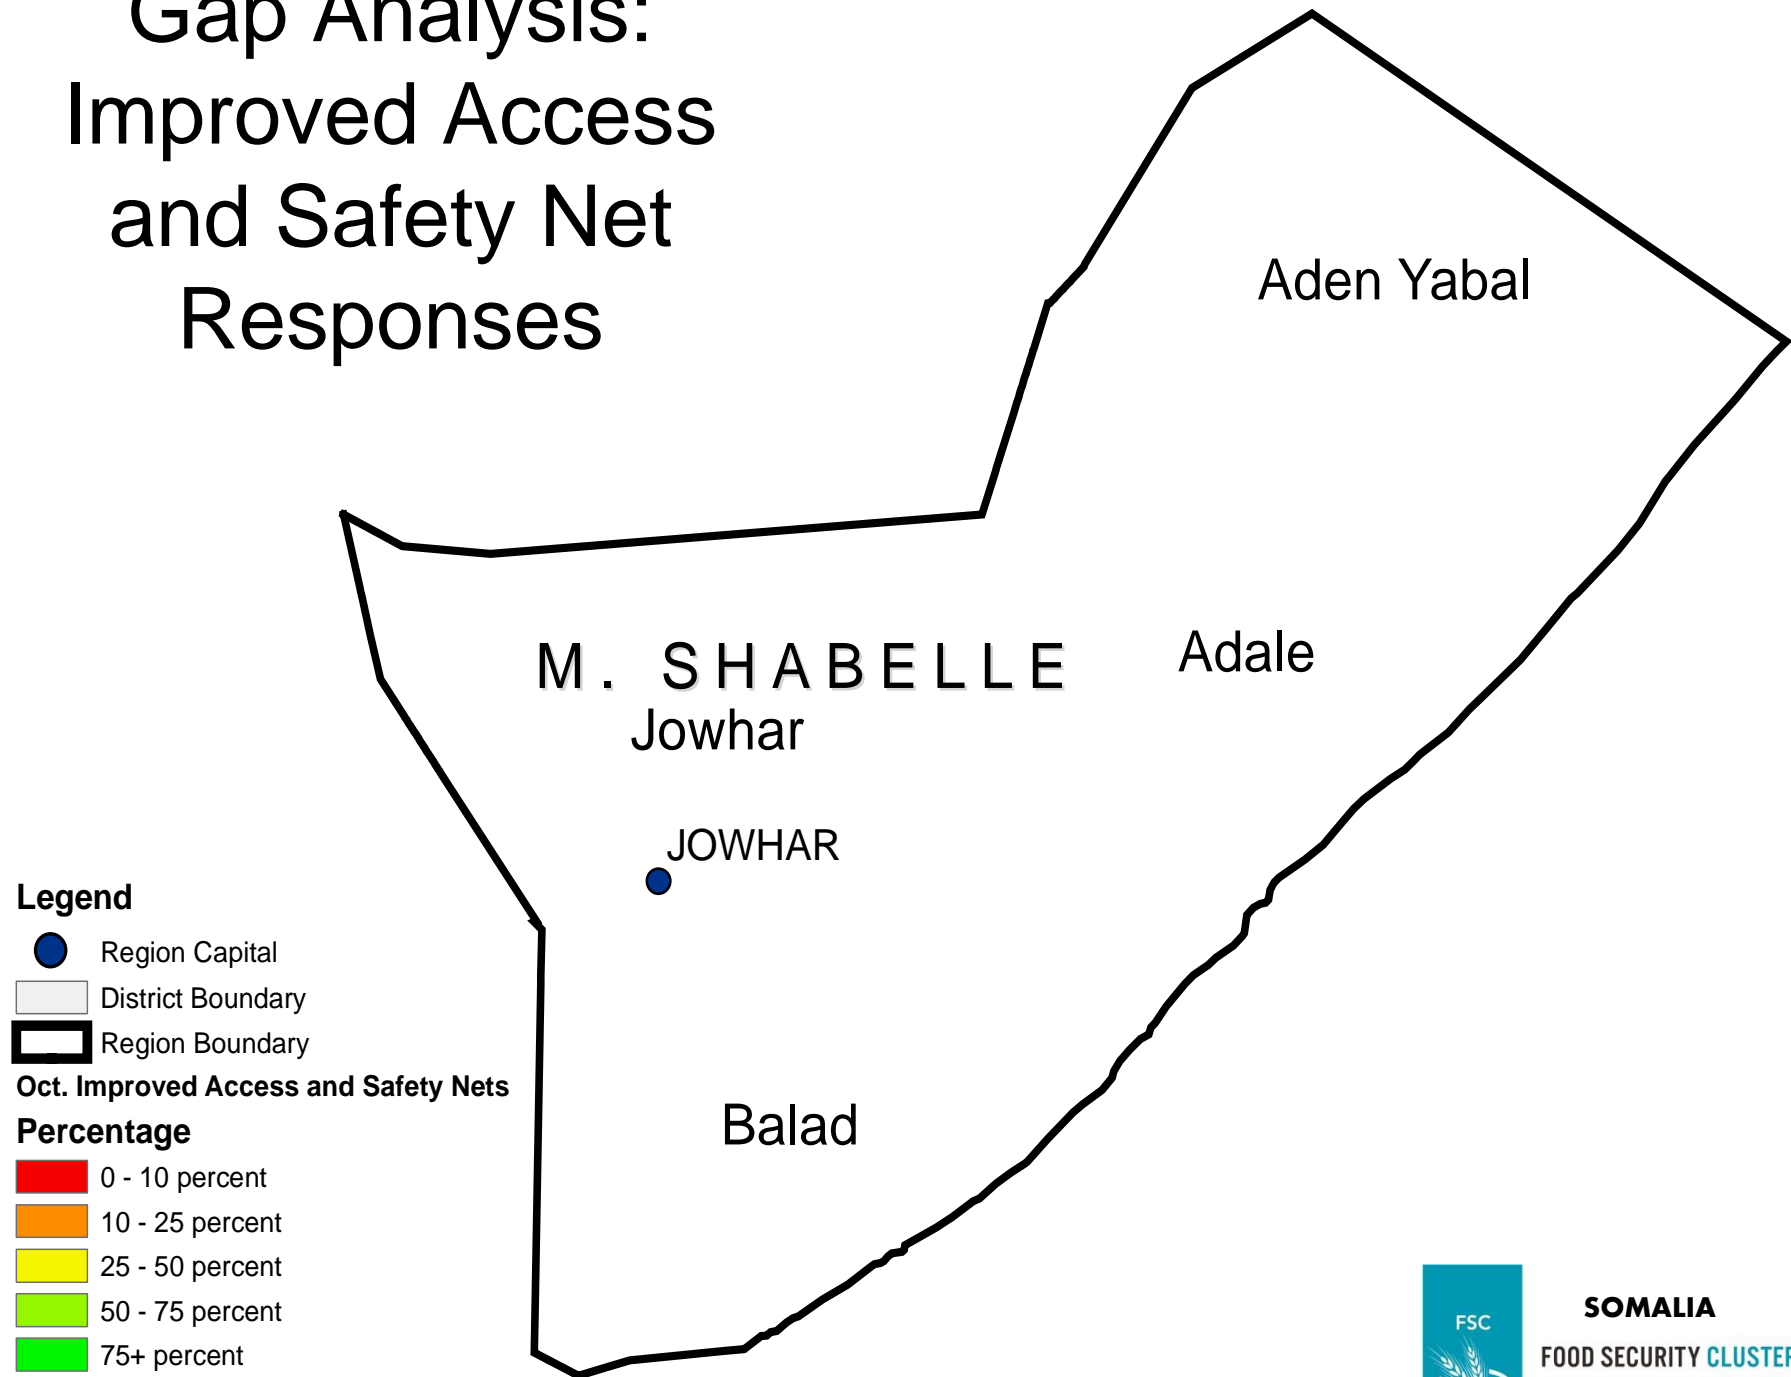 Gap Analysis:
Improved Access
and Safety Net
Responses
Aden Yabal
M. SHABELLE
Adale
Jowhar
JOWHAR
Balad
Legend
Region Capital
District Boundary
Region Boundary
Oct. Improved Access and Safety Nets
Percentage
0 - 10 percent
10 - 25 percent
25 - 50 percent
50 - 75 percent
75+ percent
FSC
SOMALIA
FOOD SECURITY CLUSTER